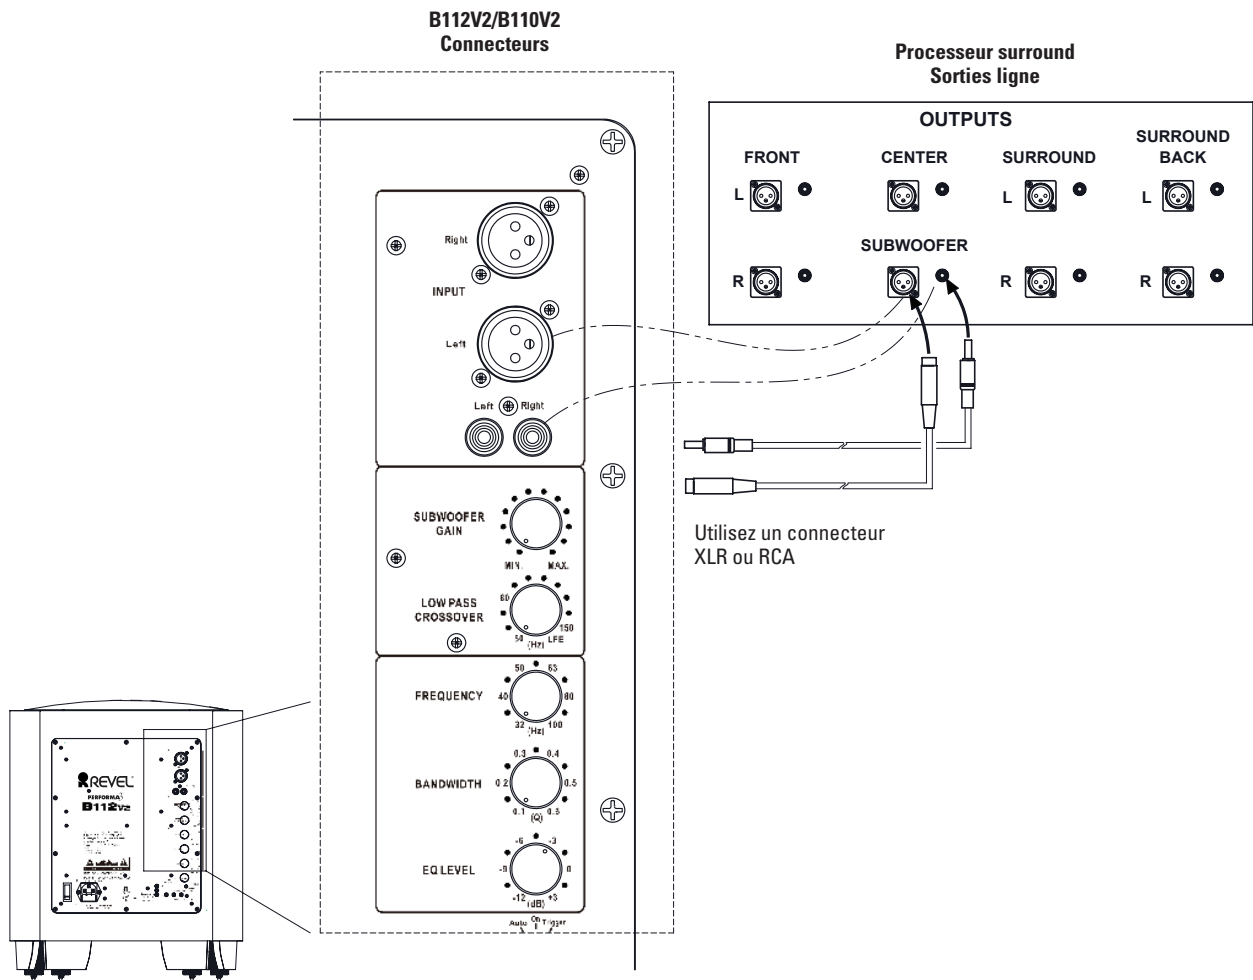 B112V2/B110V2
Connecteurs
Processeur surround
Sorties ligne
OUTPUTS
FRONT
CENTER
SURROUND
SURROUND
BACK
L
L
L
SUBWOOFER
R
R
R
Right
INPUT
Left
Left
Right
Utilisez un connecteur
XLR ou RCA
SUBWOOFER
GAIN
MIN.
MAX.
LOW PASS
CROSSOVER
80
50
(Hz)
LFE
150
FREQUENCY
50
63
40
80
32
(Hz)
100
BANDWIDTH
0.3
0.4
0.2
0.5
0.1
(Q)
EQ LEVEL
-6
-3
0
-12
(dB)
+3
Auto
On
Trigger
REVEL
PERFORMA
B112V2